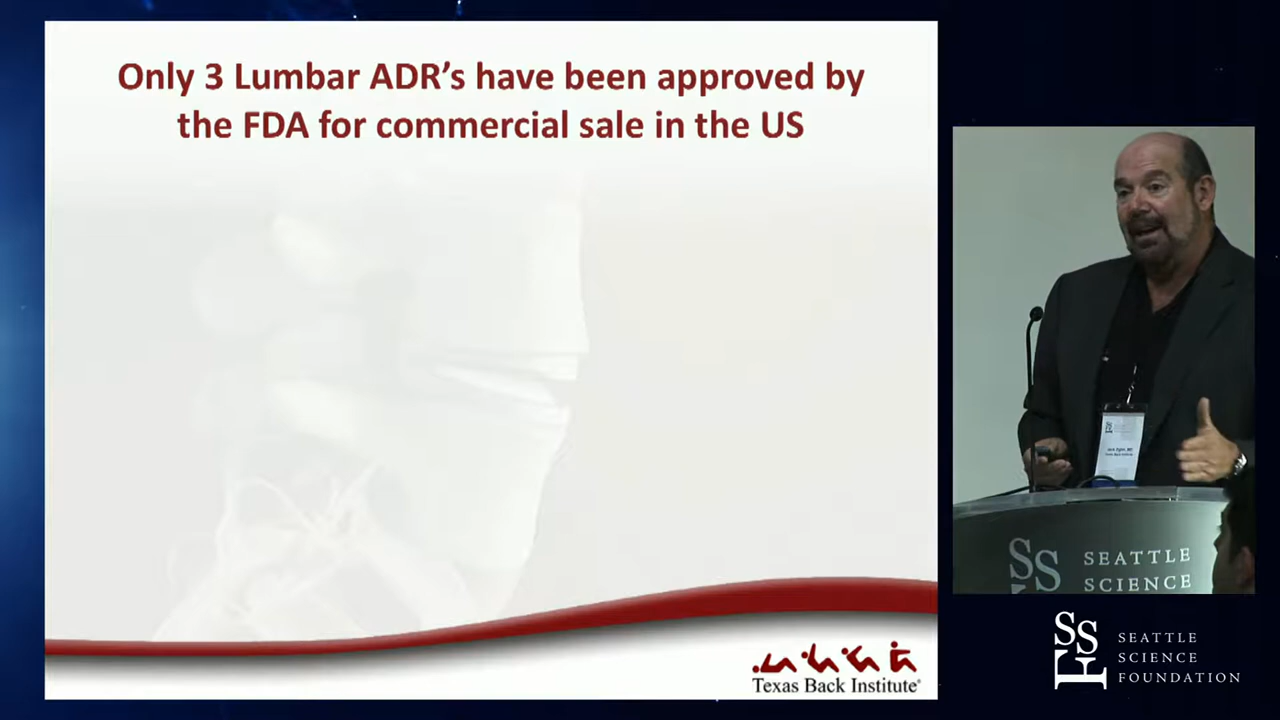 Only 3 Lumbar ADR's have been approved by
the FDA for commercial sale in the US
Texas Back Institute
SEATTLE
SCIENCE
SSF
SEATTLE
SCIENCE
FOUNDATION